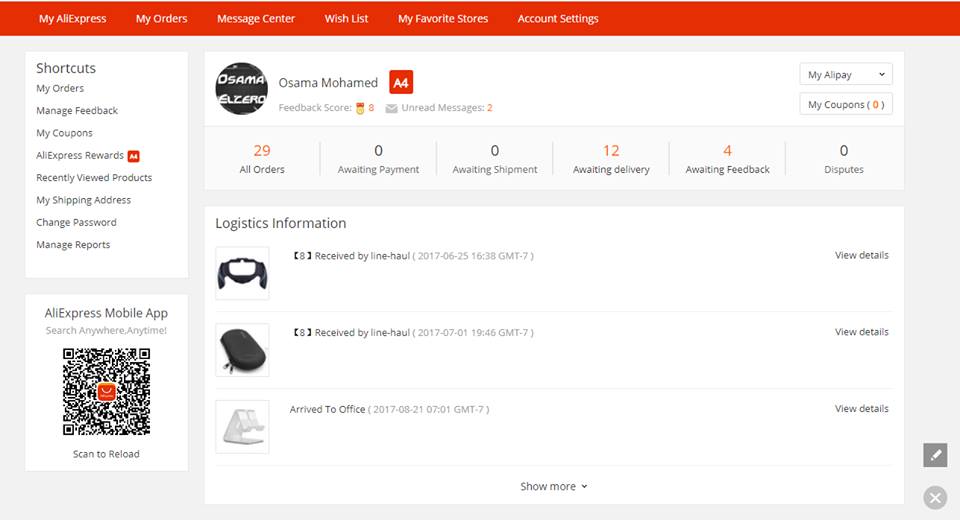 My AliExpress My Orders Message Center Wish List My Favorite Stores Account Settings
Shortcuts
My Orders
Manage Feedback
My Coupons
AliExpress Rewards A4
Recently Viewed Products
My Shipping Address
Change Password
Manage Reports
AliExpress Mobile App
Search Anywhere,Anytime!
Scan to Reload
OSAMA
ELZERO
Osama Mohamed A4
Feedback Score: 8 Unread Messages: 2
My Alipay
My Coupons ( 0 )
29 0 0 12 4 0
All Orders Awaiting Payment Awaiting Shipment Awaiting delivery Awaiting Feedback Disputes
Logistics Information
【8】Received by line-haul ( 2017-06-25 16:38 GMT-7 ) View details
【8】Received by line-haul ( 2017-07-01 19:46 GMT-7 ) View details
Arrived To Office ( 2017-08-21 07:01 GMT-7 ) View details
Show more